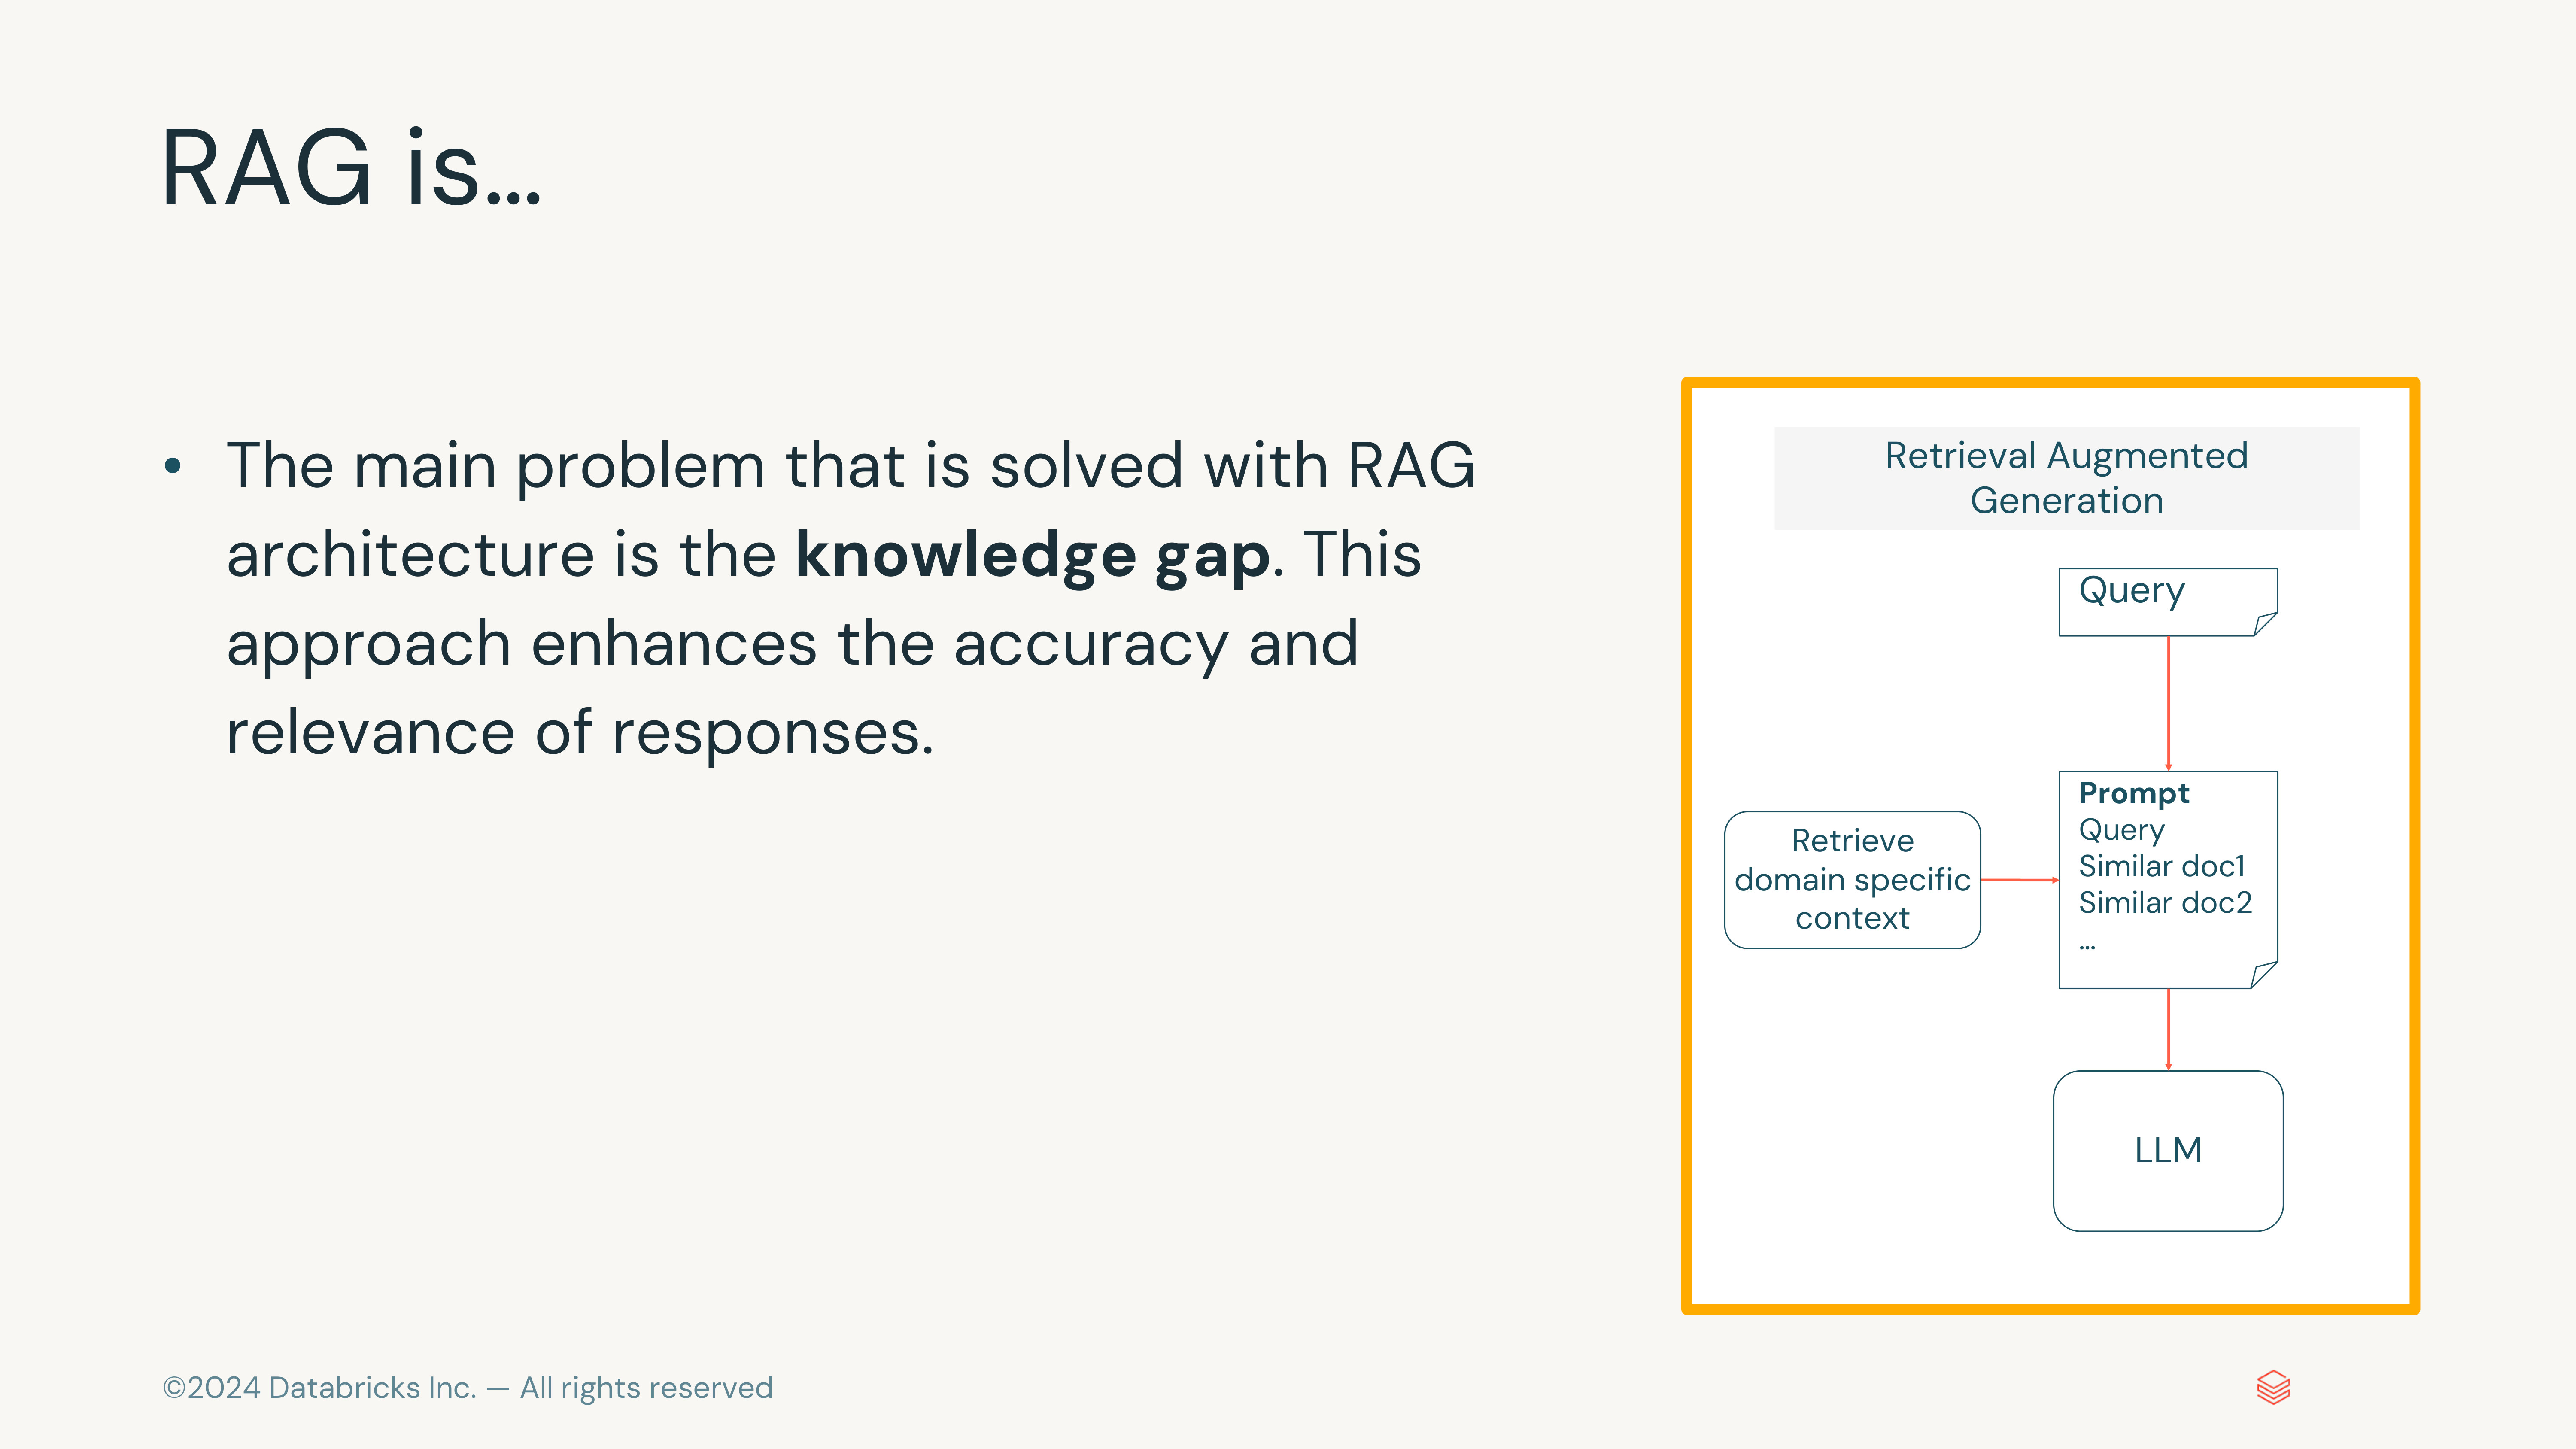 RAG is…
• The main problem that is solved with RAG
architecture is the knowledge gap. This
approach enhances the accuracy and
relevance of responses.
Retrieval Augmented
Generation
Query
Retrieve
domain specific
context
Prompt
Query
Similar doc1
Similar doc2
…
LLM
©2024 Databricks Inc. — All rights reserved